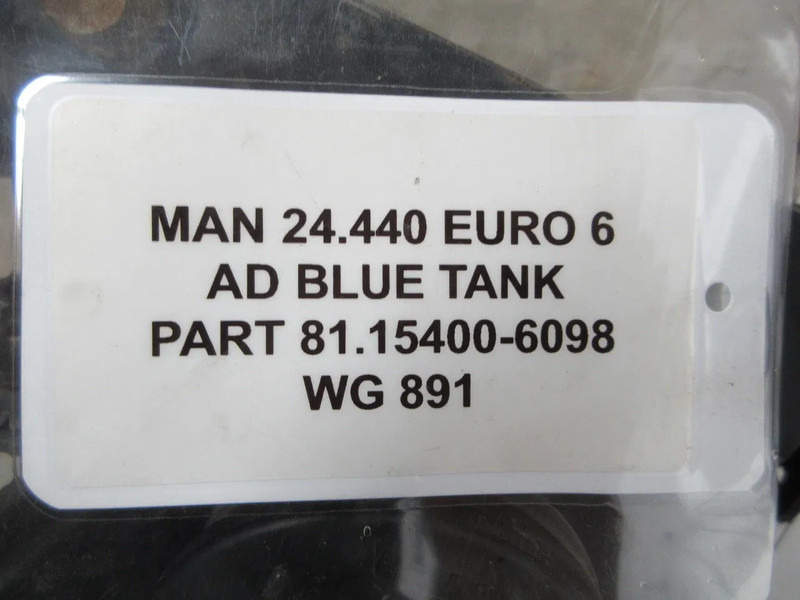 MAN 24.440 EURO 6
AD BLUE TANK
PART 81.15400-6098
WG 891